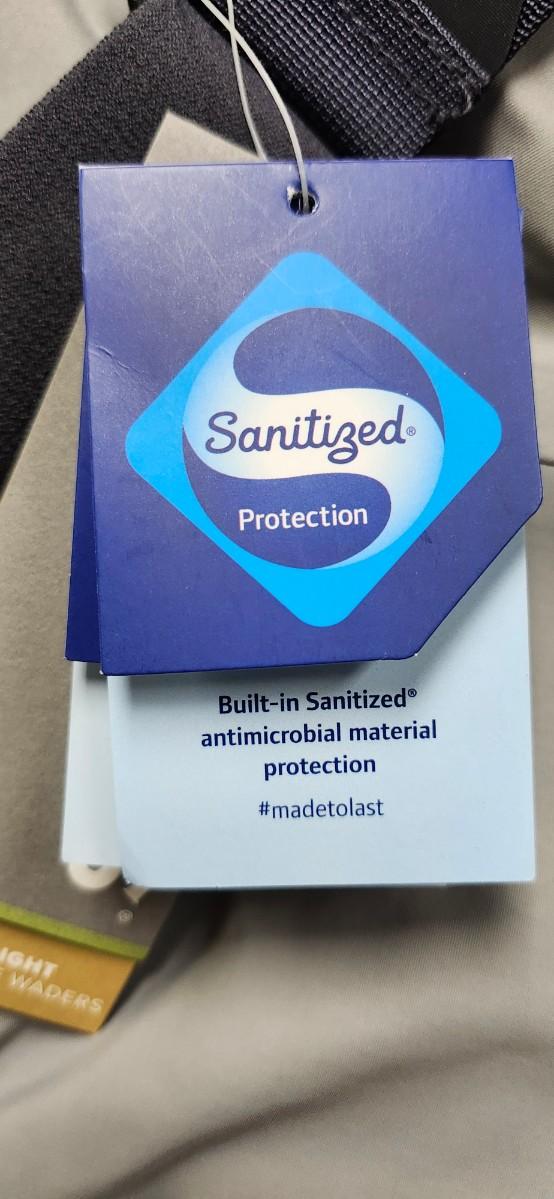 Sanitized®
Protection
Built-in Sanitized®
antimicrobial material
protection
#madetolast
®
WADERS